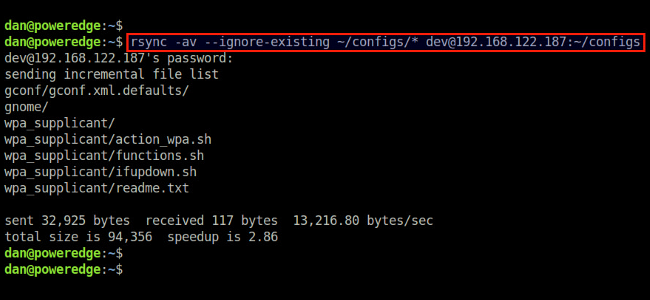 dan@poweredge:~$
dan@poweredge:~$ rsync -av --ignore-existing ~/configs/* dev@192.168.122.187:~/configs
dev@192.168.122.187's password:
sending incremental file list
gconf/gconf.xml.defaults/
gnome/
wpa_supplicant/
wpa_supplicant/action_wpa.sh
wpa_supplicant/functions.sh
wpa_supplicant/ifupdown.sh
wpa_supplicant/readme.txt

sent 32,925 bytes  received 117 bytes  13,216.80 bytes/sec
total size is 94,356  speedup is 2.86
dan@poweredge:~$
dan@poweredge:~$